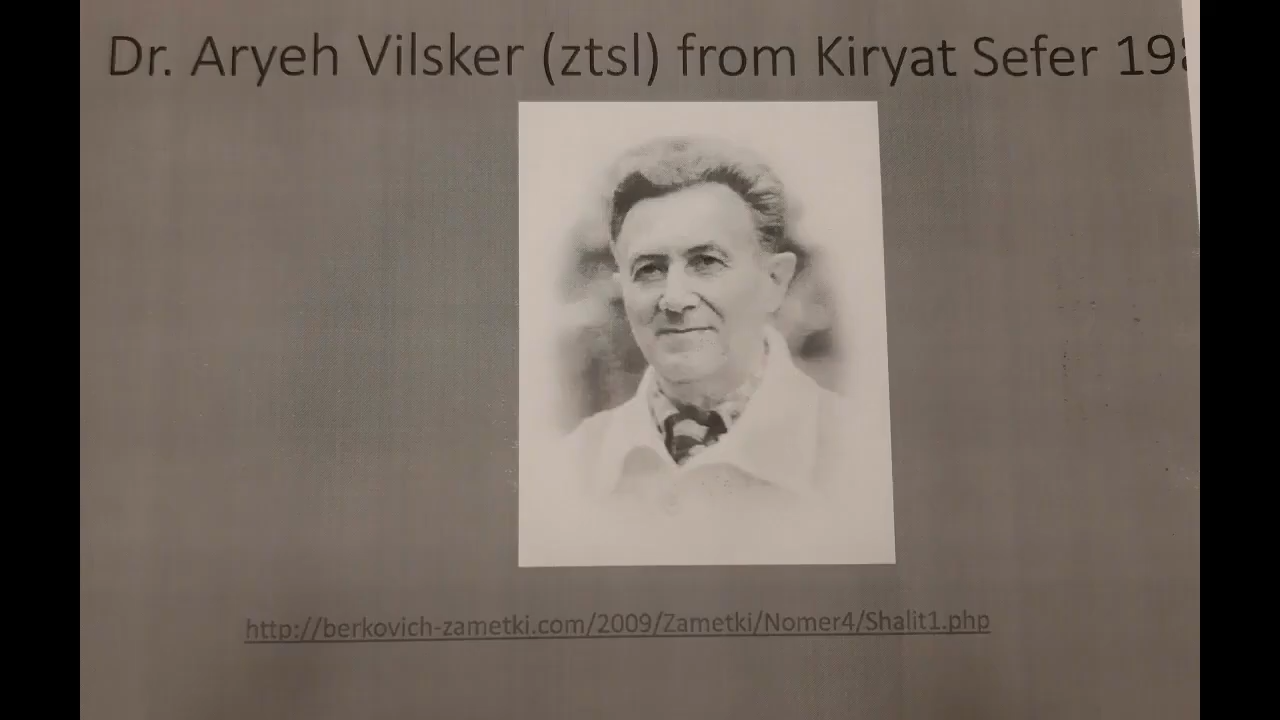 Dr. Aryeh Vilsker (ztsl) from Kiryat Sefer
http://berkovich-zametki.com/2009/Zametki/Nomer4/Shalit1.php